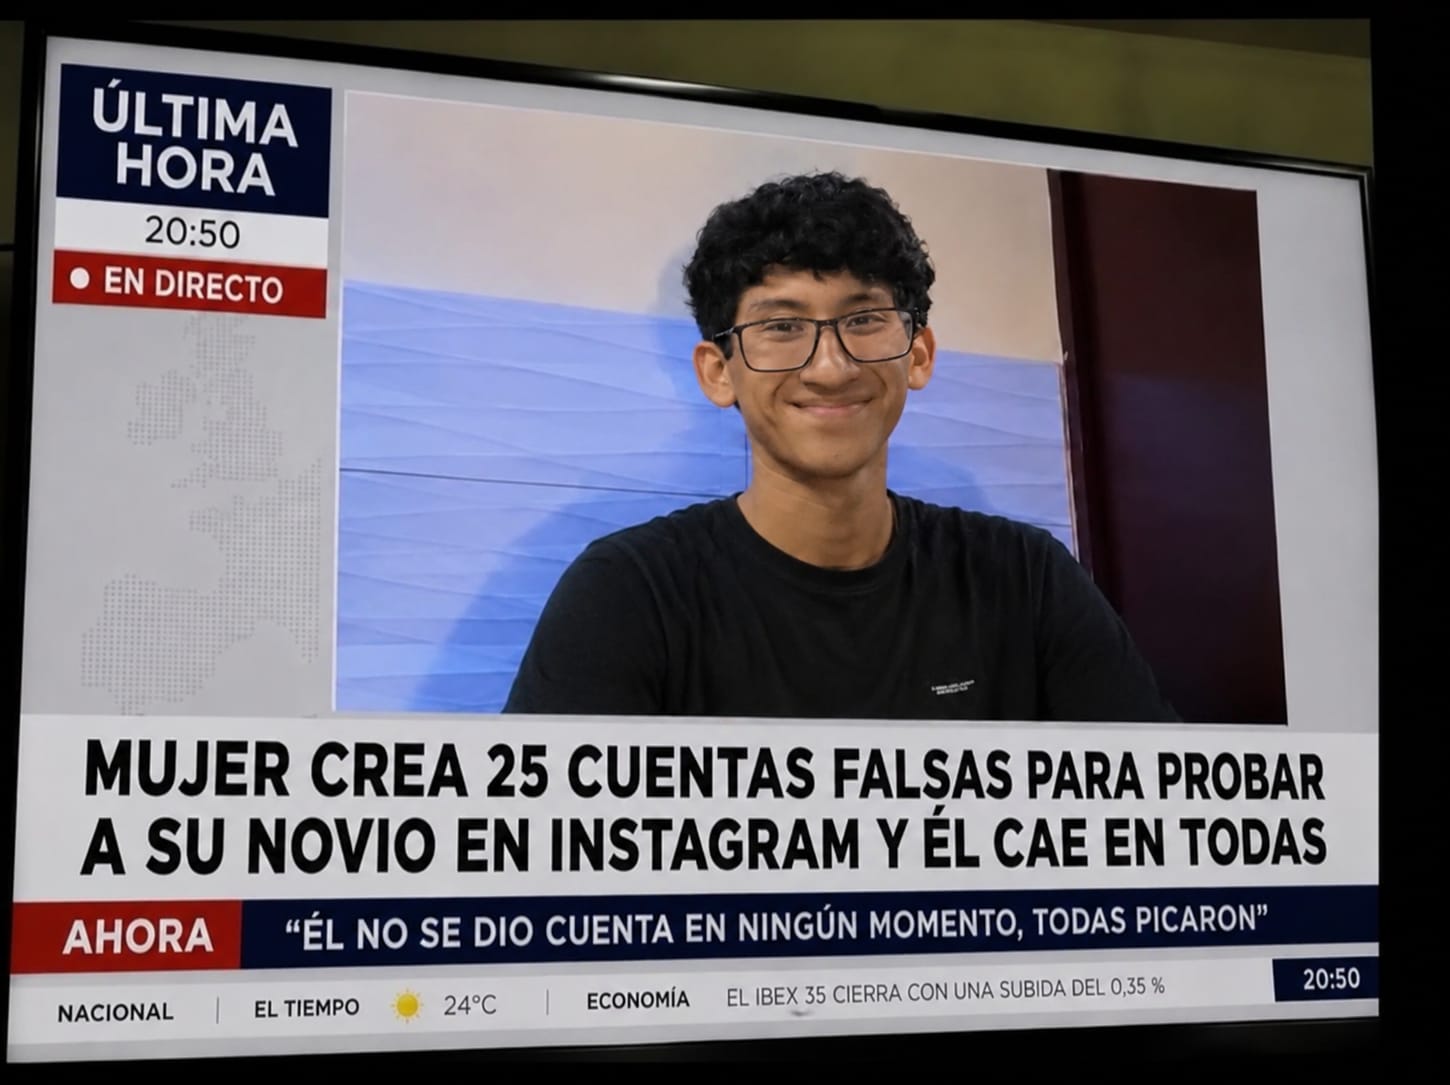 ÚLTIMA
HORA
20:50
EN DIRECTO
MUJER CREA 25 CUENTAS FALSAS PARA PROBAR
A SU NOVIO EN INSTAGRAM Y ÉL CAE EN TODAS
AHORA
“ÉL NO SE DIO CUENTA EN NINGÚN MOMENTO, TODAS PICARON”
NACIONAL | EL TIEMPO 24°C | ECONOMÍA EL IBEX 35 CIERRA CON UNA SUBIDA DEL 0,35 % 20:50